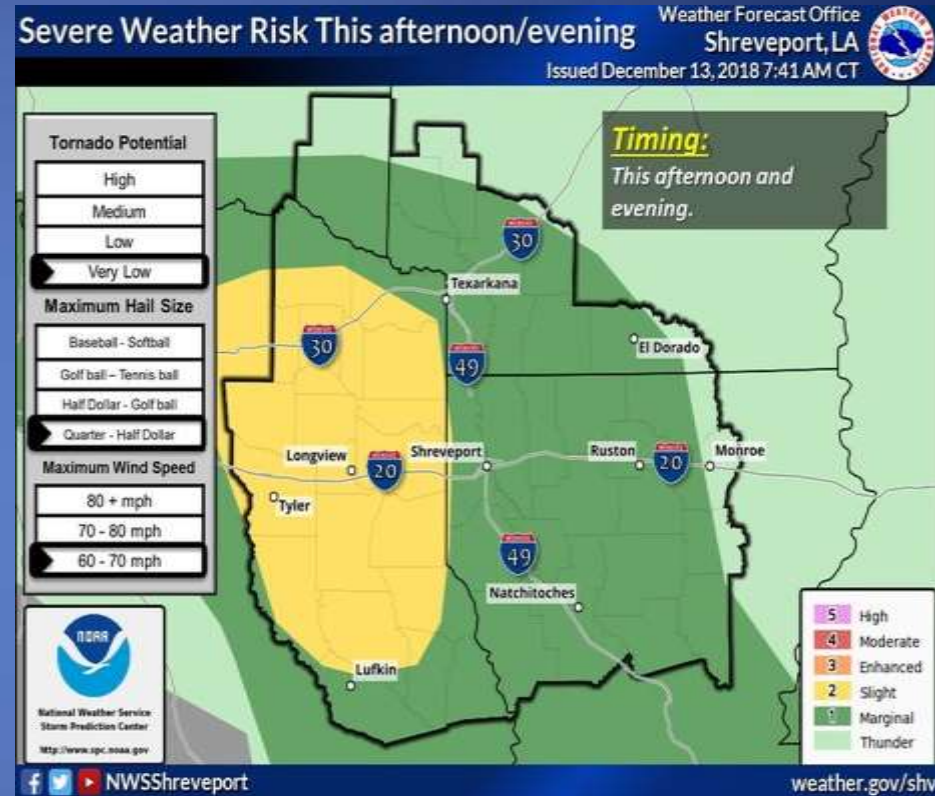 Severe Weather Risk This afternoon/evening
Weather Forecast Office
Shreveport, LA
Issued December 13, 2018 7:41 AM CT
NATIONAL WEATHER SERVICE
Tornado Potential
High
Medium
Low
Very Low
Maximum Hail Size
Baseball - Softball
Golf ball – Tennis ball
Half Dollar - Golf ball
Quarter - Half Dollar
Maximum Wind Speed
80 + mph
70 - 80 mph
60 - 70 mph
Timing:
This afternoon and
evening.
30
Texarkana
30
49
El Dorado
Longview
20
Shreveport
Ruston
20
Monroe
Tyler
49
Natchitoches
Lufkin
NOAA
National Weather Service
Storm Prediction Center
http://www.spc.noaa.gov
5 High
4 Moderate
3 Enhanced
2 Slight
1 Marginal
Thunder
NWSShreveport
weather.gov/shv